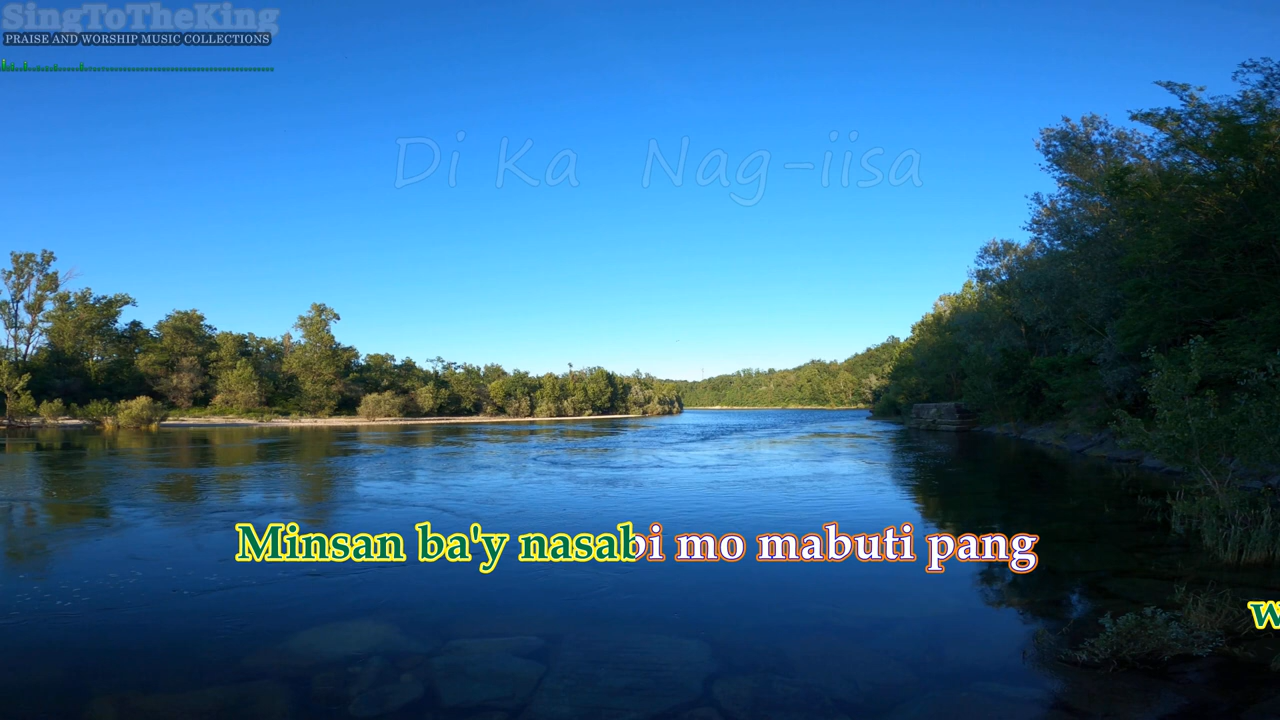 SingToTheKing
PRAISE AND WORSHIP MUSIC COLLECTIONS
Di Ka Nag-iisa
Minsan ba'y nasabi mo mabuti pang
w